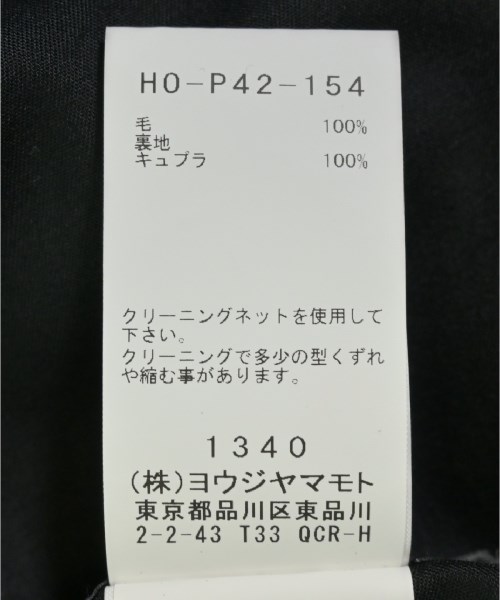 HO-P42-154
毛 100%
裏地
キュプラ 100%
クリーニングネットを使用して
下さい。
クリーニングで多少の型くずれ
や縮む事があります。
1340
(株)ヨウジヤマモト
東京都品川区東品川
2-2-43 T33 QCR-H